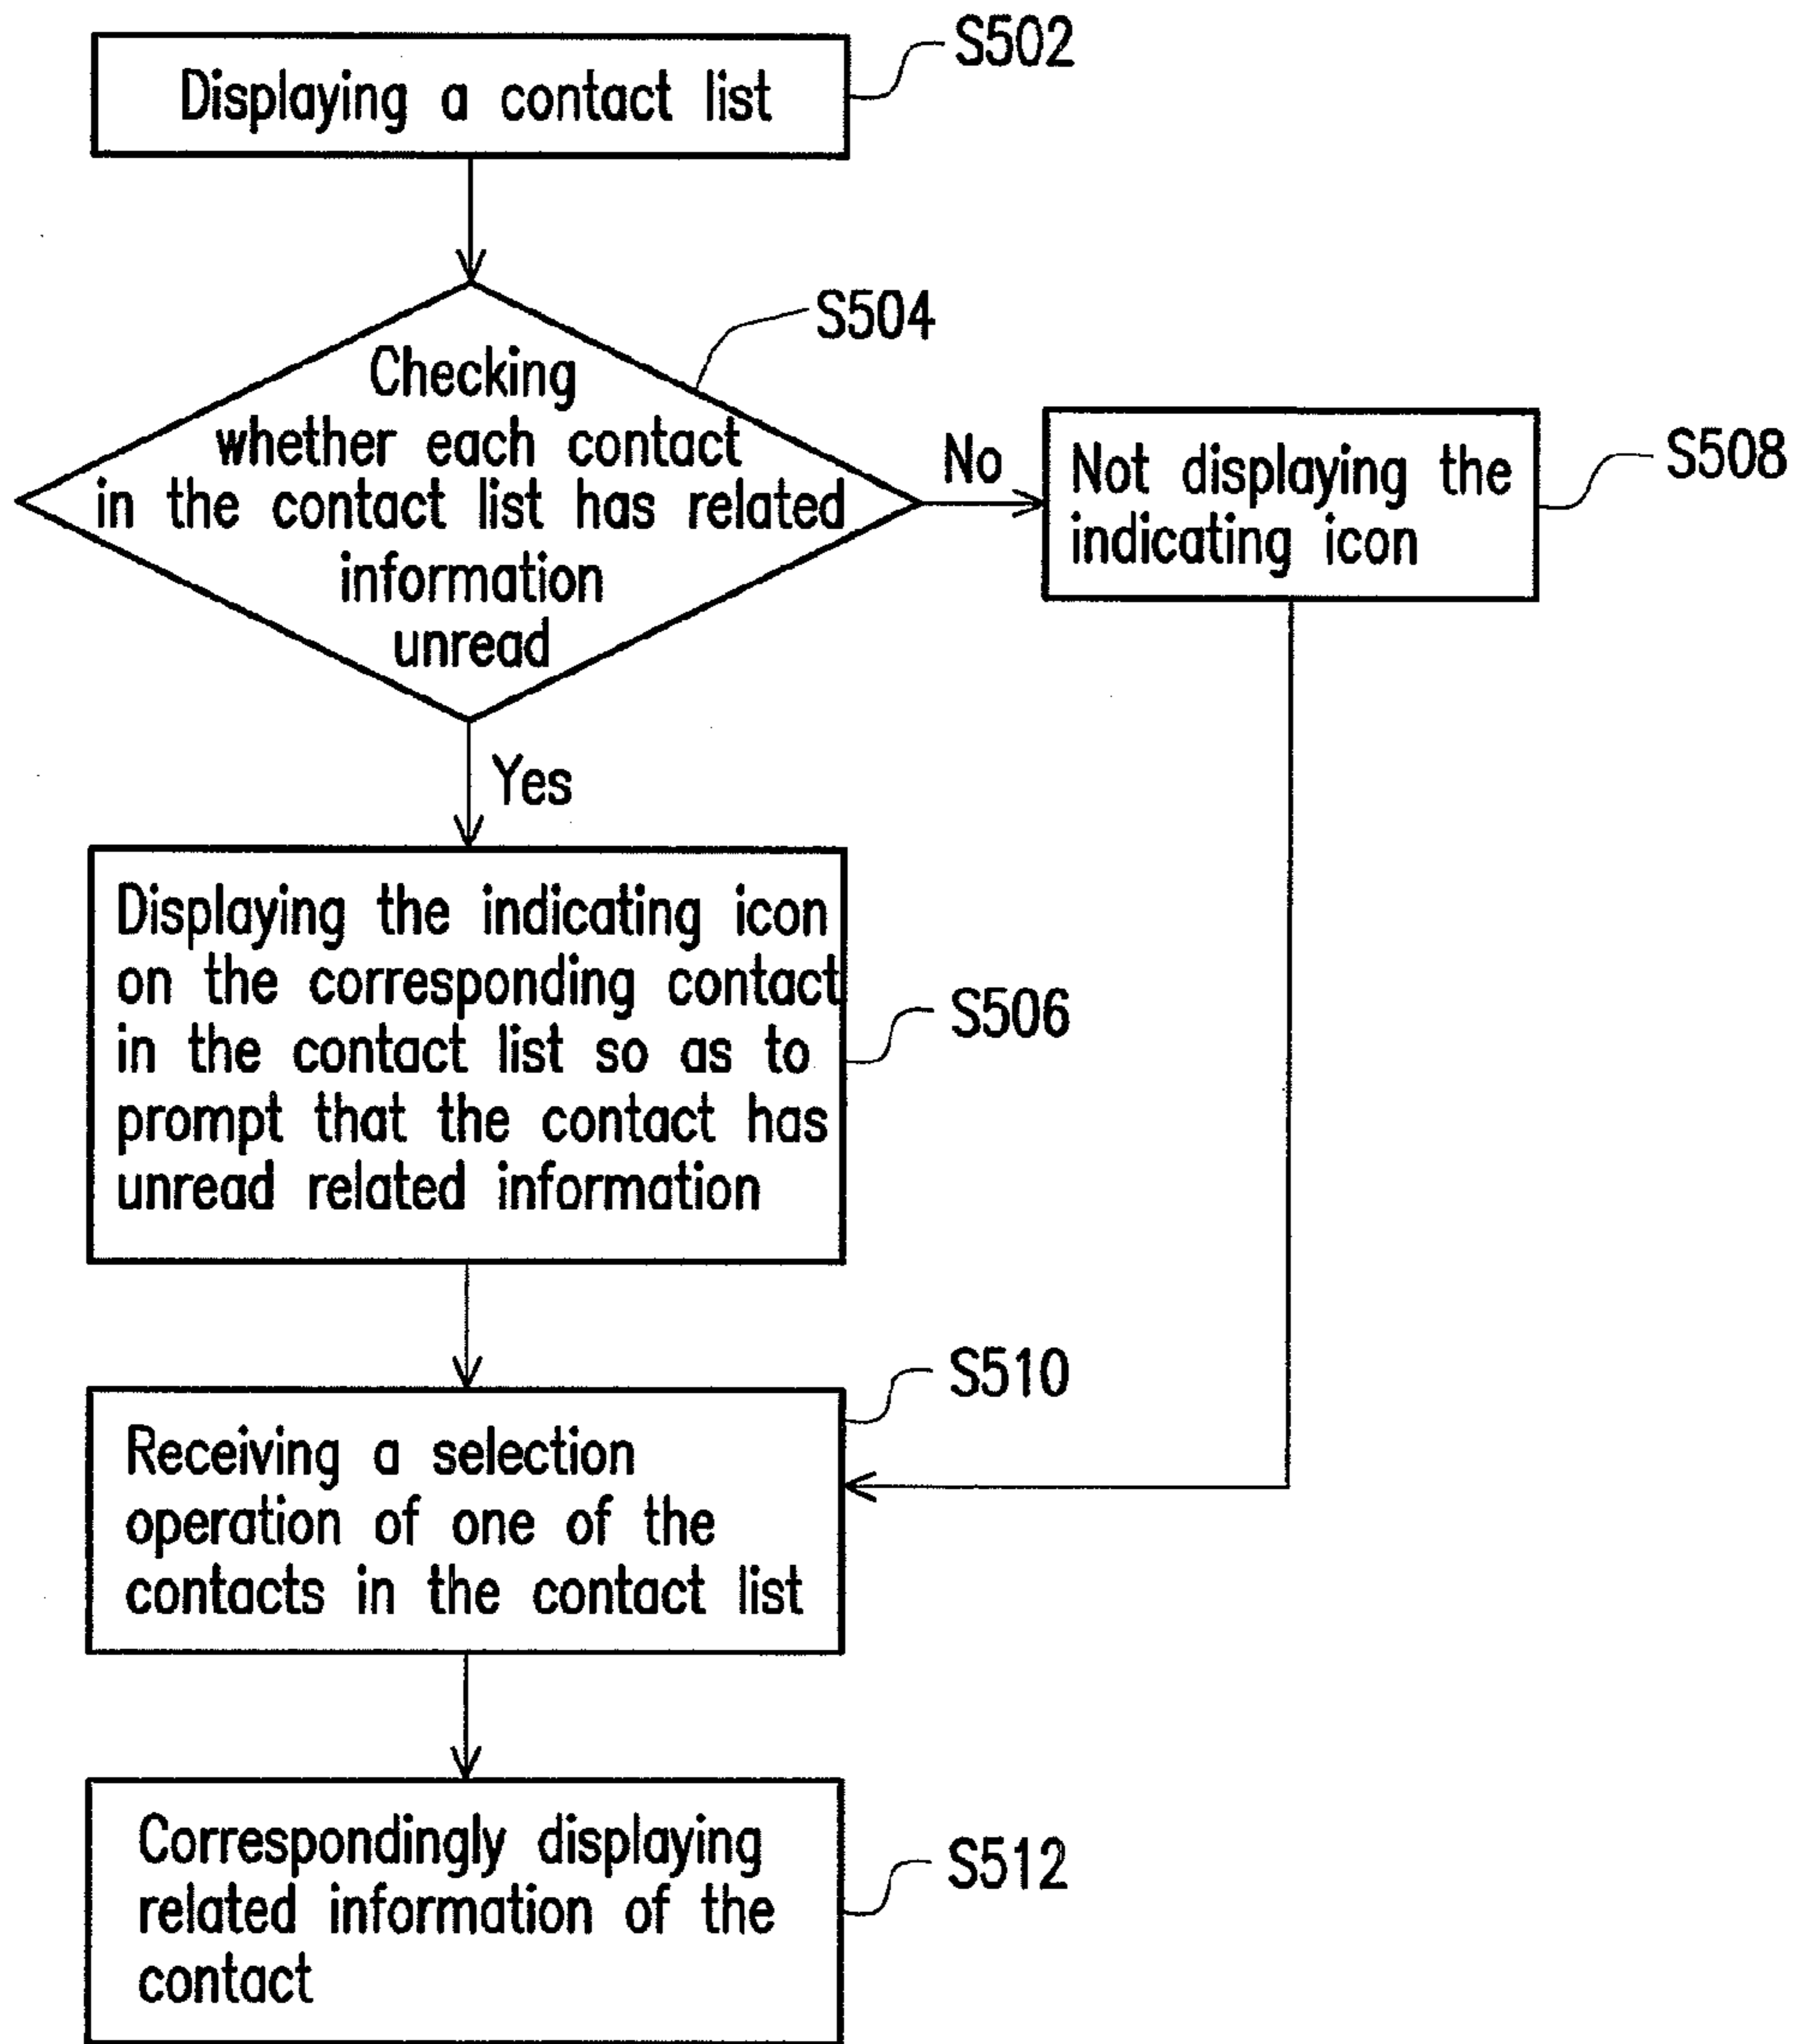 S502
Displaying a contact list
S504
Checking
whether each contact
in the contact list has related
information
unread
No
Not displaying the
indicating icon
S508
Yes
Displaying the indicating icon
on the corresponding contact
in the contact list so as to
prompt that the contact has
unread related information
S506
S510
Receiving a selection
operation of one of the
contacts in the contact list
Correspondingly displaying
related information of the
contact
S512